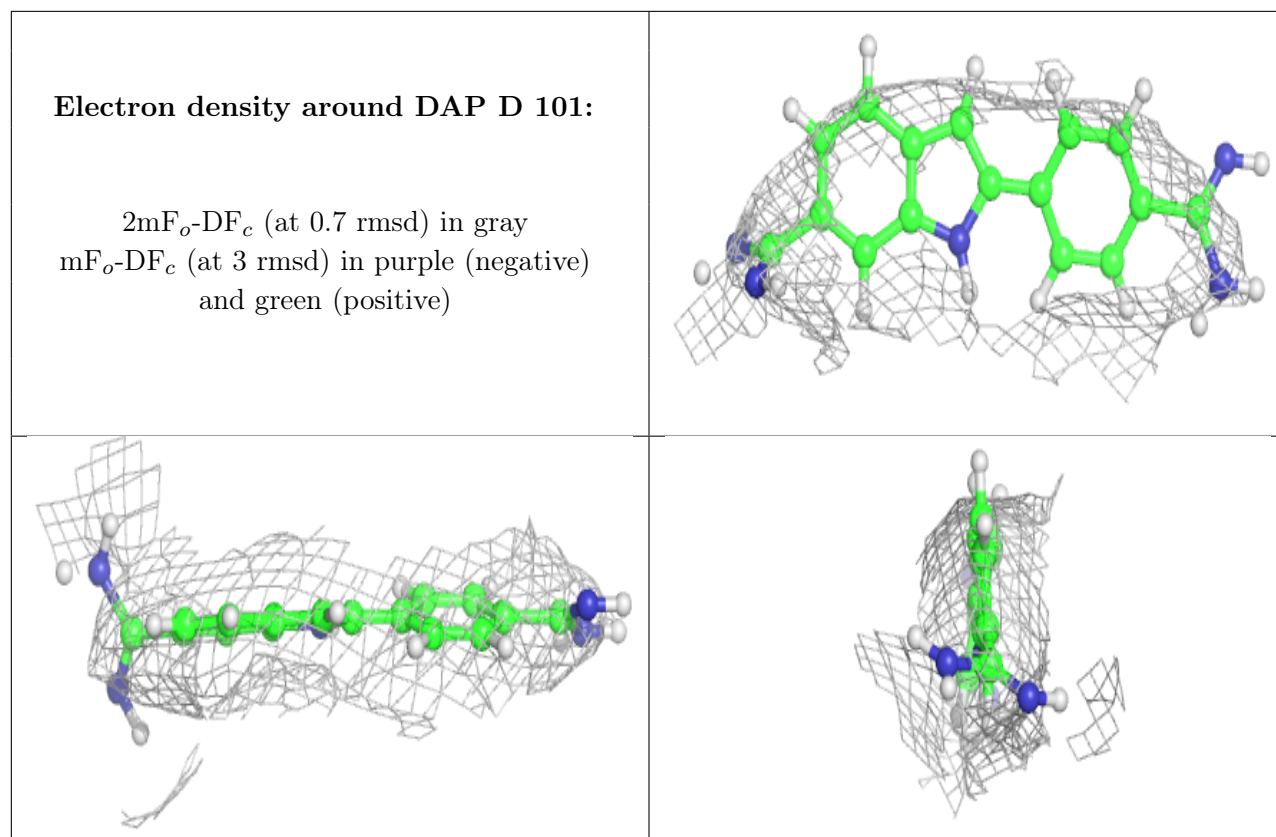 Electron density around DAP D 101:
2mFo-DFc (at 0.7 rmsd) in gray
mFo-DFc (at 3 rmsd) in purple (negative)
and green (positive)